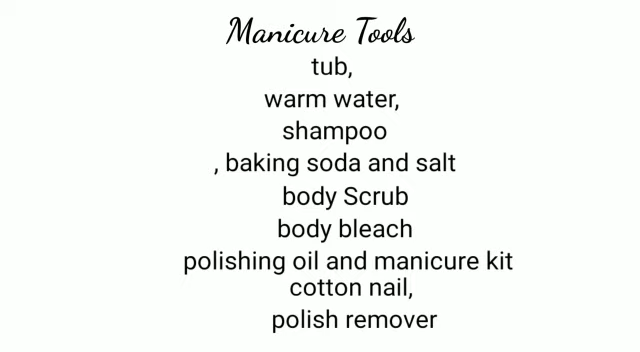 Manicure Tools
tub,
warm water,
shampoo
, baking soda and salt
body Scrub
body bleach
polishing oil and manicure kit
cotton nail,
polish remover